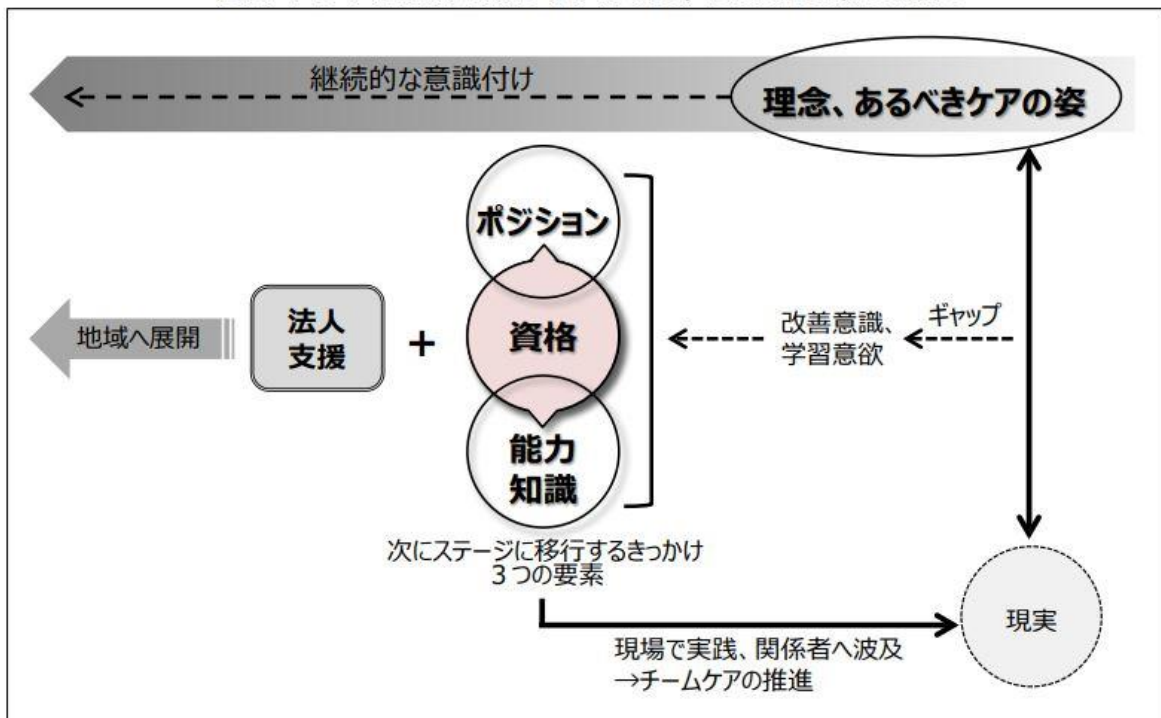 継続的な意識付け
理念、あるべきケアの姿
ポジション
資格
能力
知識
法人
支援
+
地域へ展開
改善意識、
学習意欲
ギャップ
次にステージに移行するきっかけ
3つの要素
現場で実践、関係者へ波及
→チームケアの推進
現実